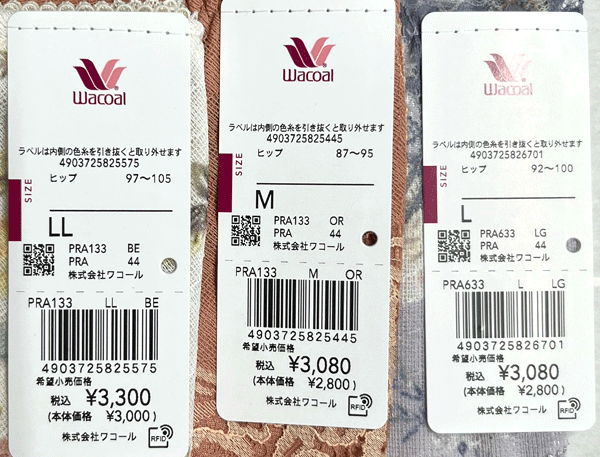 Wacoal
ラベルは内側の色糸を引き抜くと取り外せます
4903725825575
ヒップ 97〜105
SIZE
LL
PRA133 BE
PRA 44
株式会社ワコール
PRA133 LL BE
4903725825575
希望小売価格
税込 ¥3,300
(本体価格 ¥3,000)
株式会社ワコール
RFID
Wacoal
ラベルは内側の色糸を引き抜くと取り外せます
4903725825445
ヒップ 87〜95
SIZE
M
PRA133 OR
PRA 44
株式会社ワコール
PRA133 M OR
4903725825445
希望小売価格
税込 ¥3,080
(本体価格 ¥2,800)
株式会社ワコール
RFID
Wacoal
ラベルは内側の色糸を引き抜くと取り外せます
4903725826701
ヒップ 92〜100
SIZE
L
PRA633 LG
PRA 44
株式会社ワコール
PRA633 L LG
4903725826701
希望小売価格
税込 ¥3,080
(本体価格 ¥2,800)
株式会社ワコール
RFID